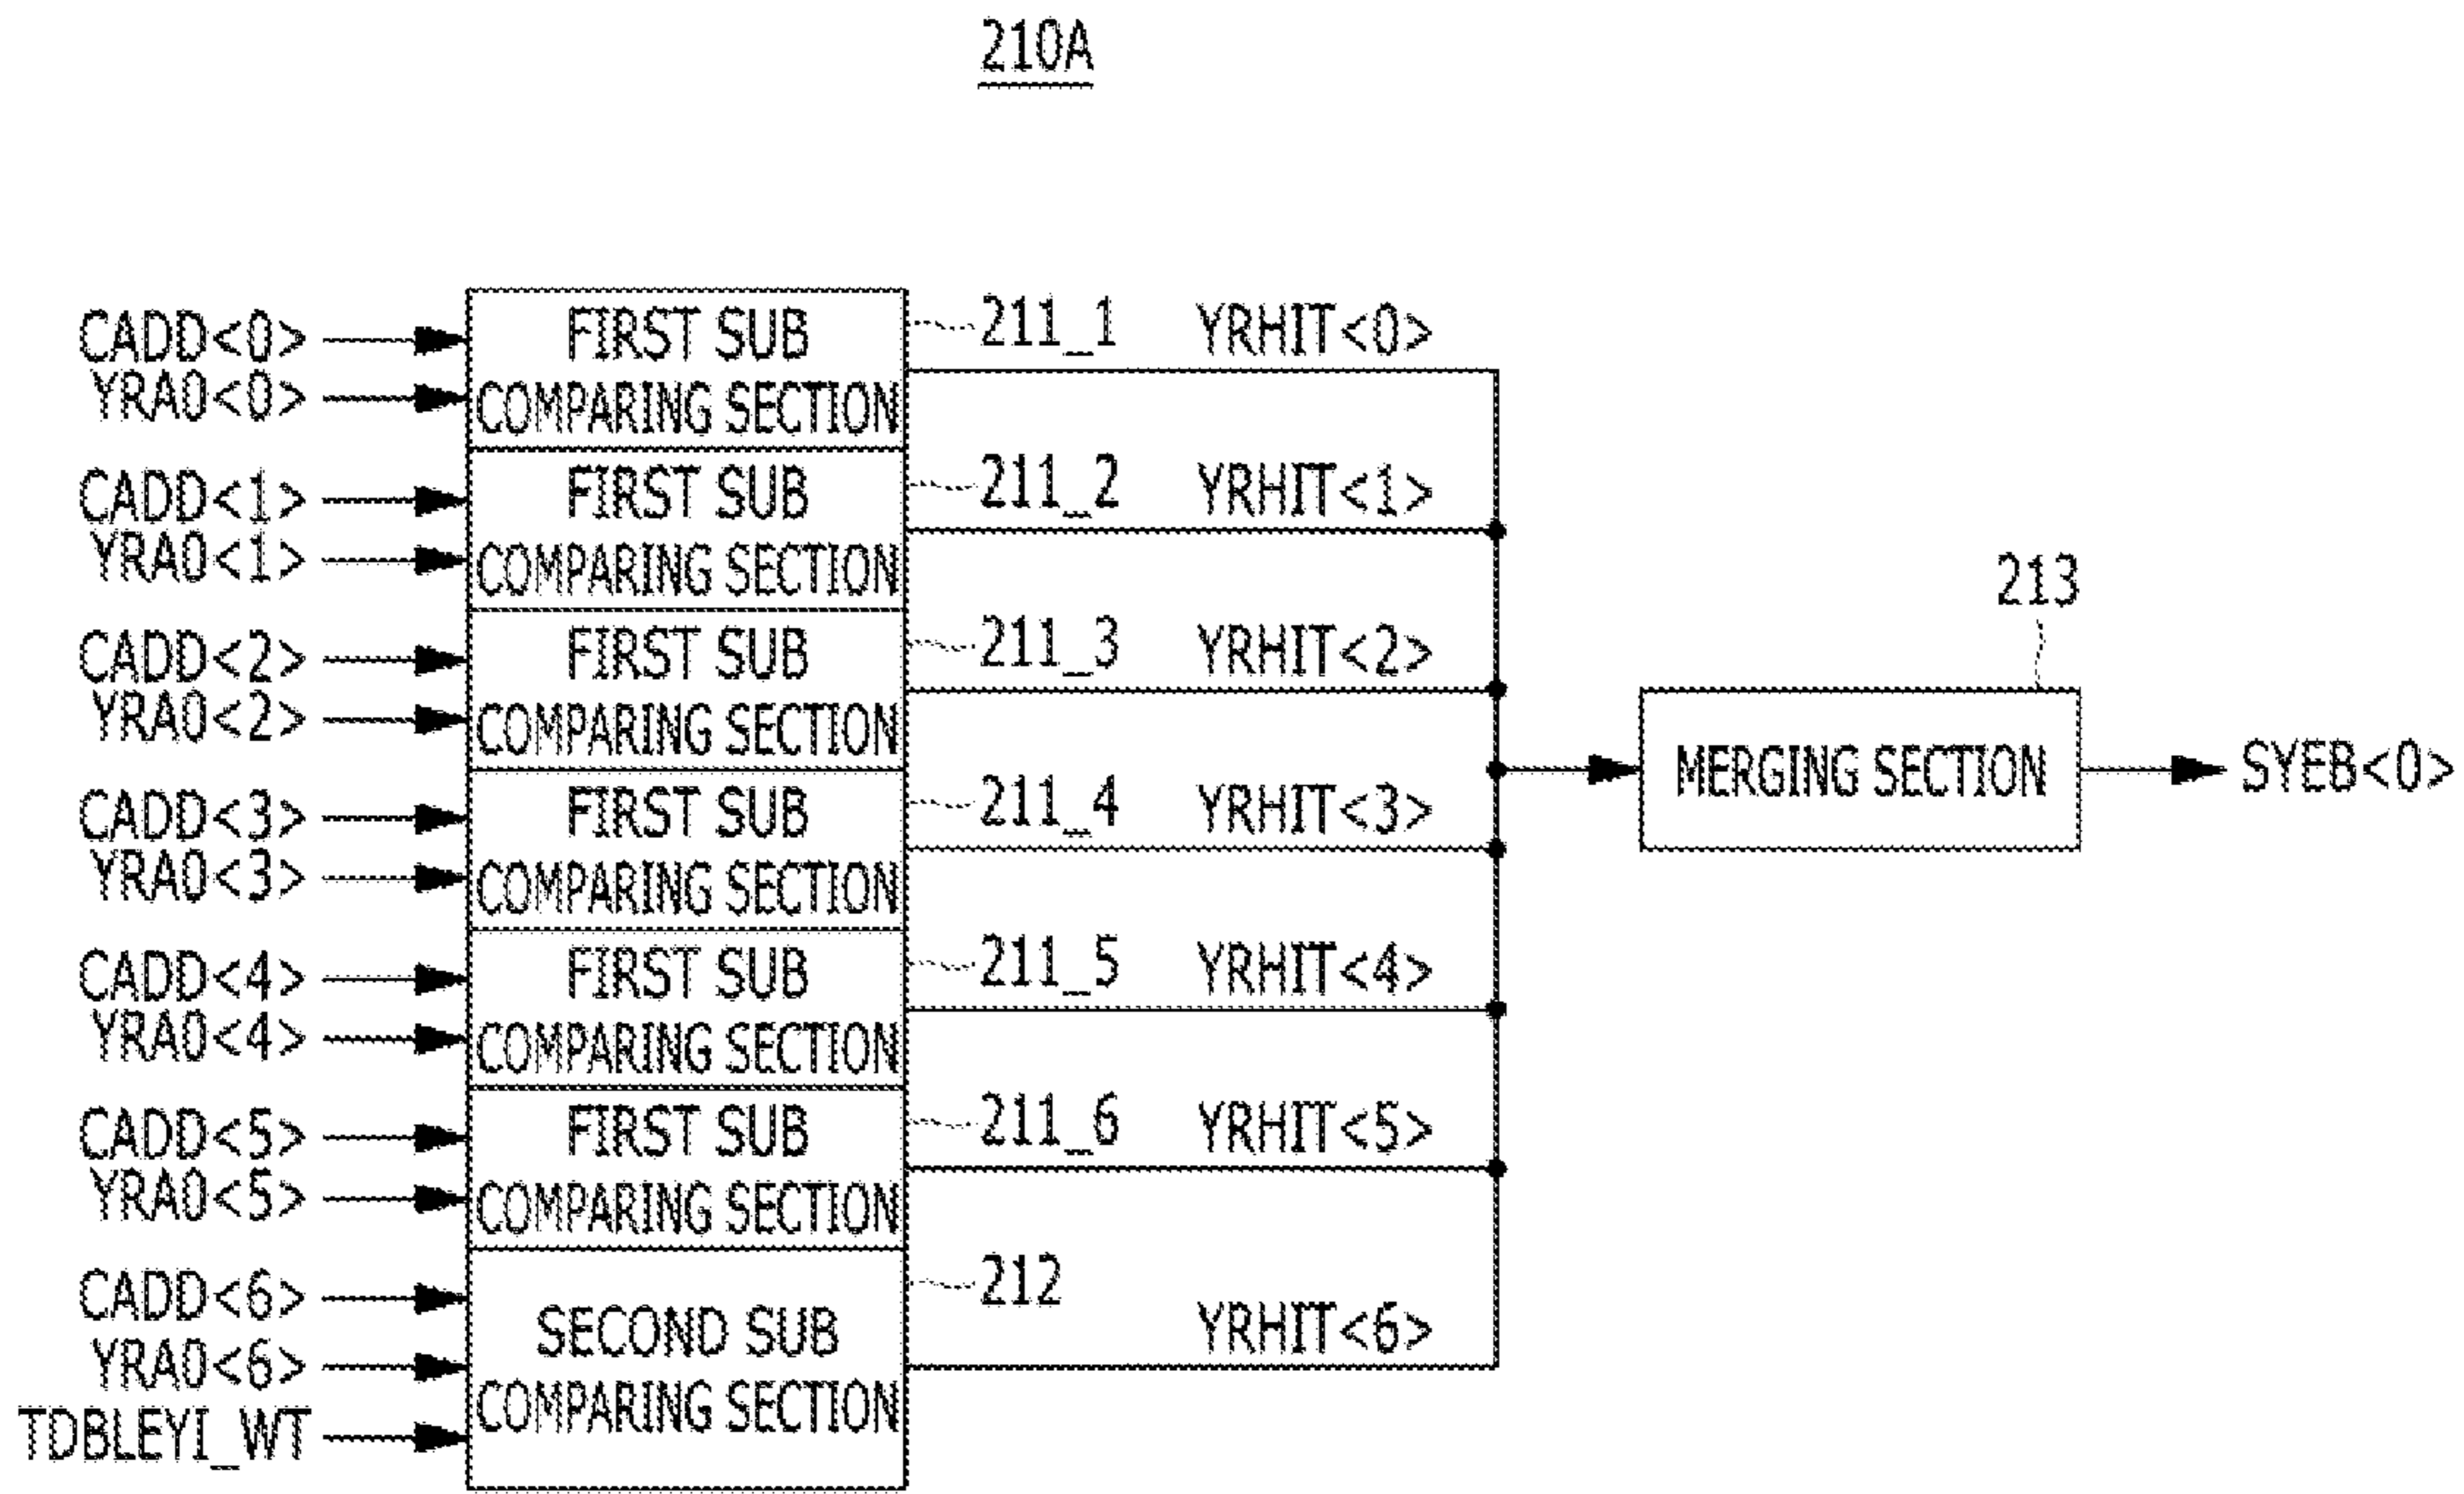 210A
CADD<0>
YRA0<0>
FIRST SUB
COMPARING SECTION
211_1
YRHIT<0>
CADD<1>
YRA0<1>
FIRST SUB
COMPARING SECTION
211_2
YRHIT<1>
CADD<2>
YRA0<2>
FIRST SUB
COMPARING SECTION
211_3
YRHIT<2>
CADD<3>
YRA0<3>
FIRST SUB
COMPARING SECTION
211_4
YRHIT<3>
CADD<4>
YRA0<4>
FIRST SUB
COMPARING SECTION
211_5
YRHIT<4>
CADD<5>
YRA0<5>
FIRST SUB
COMPARING SECTION
211_6
YRHIT<5>
CADD<6>
YRA0<6>
TDBLEYI_WT
SECOND SUB
COMPARING SECTION
212
YRHIT<6>
213
MERGING SECTION
SYEB<0>